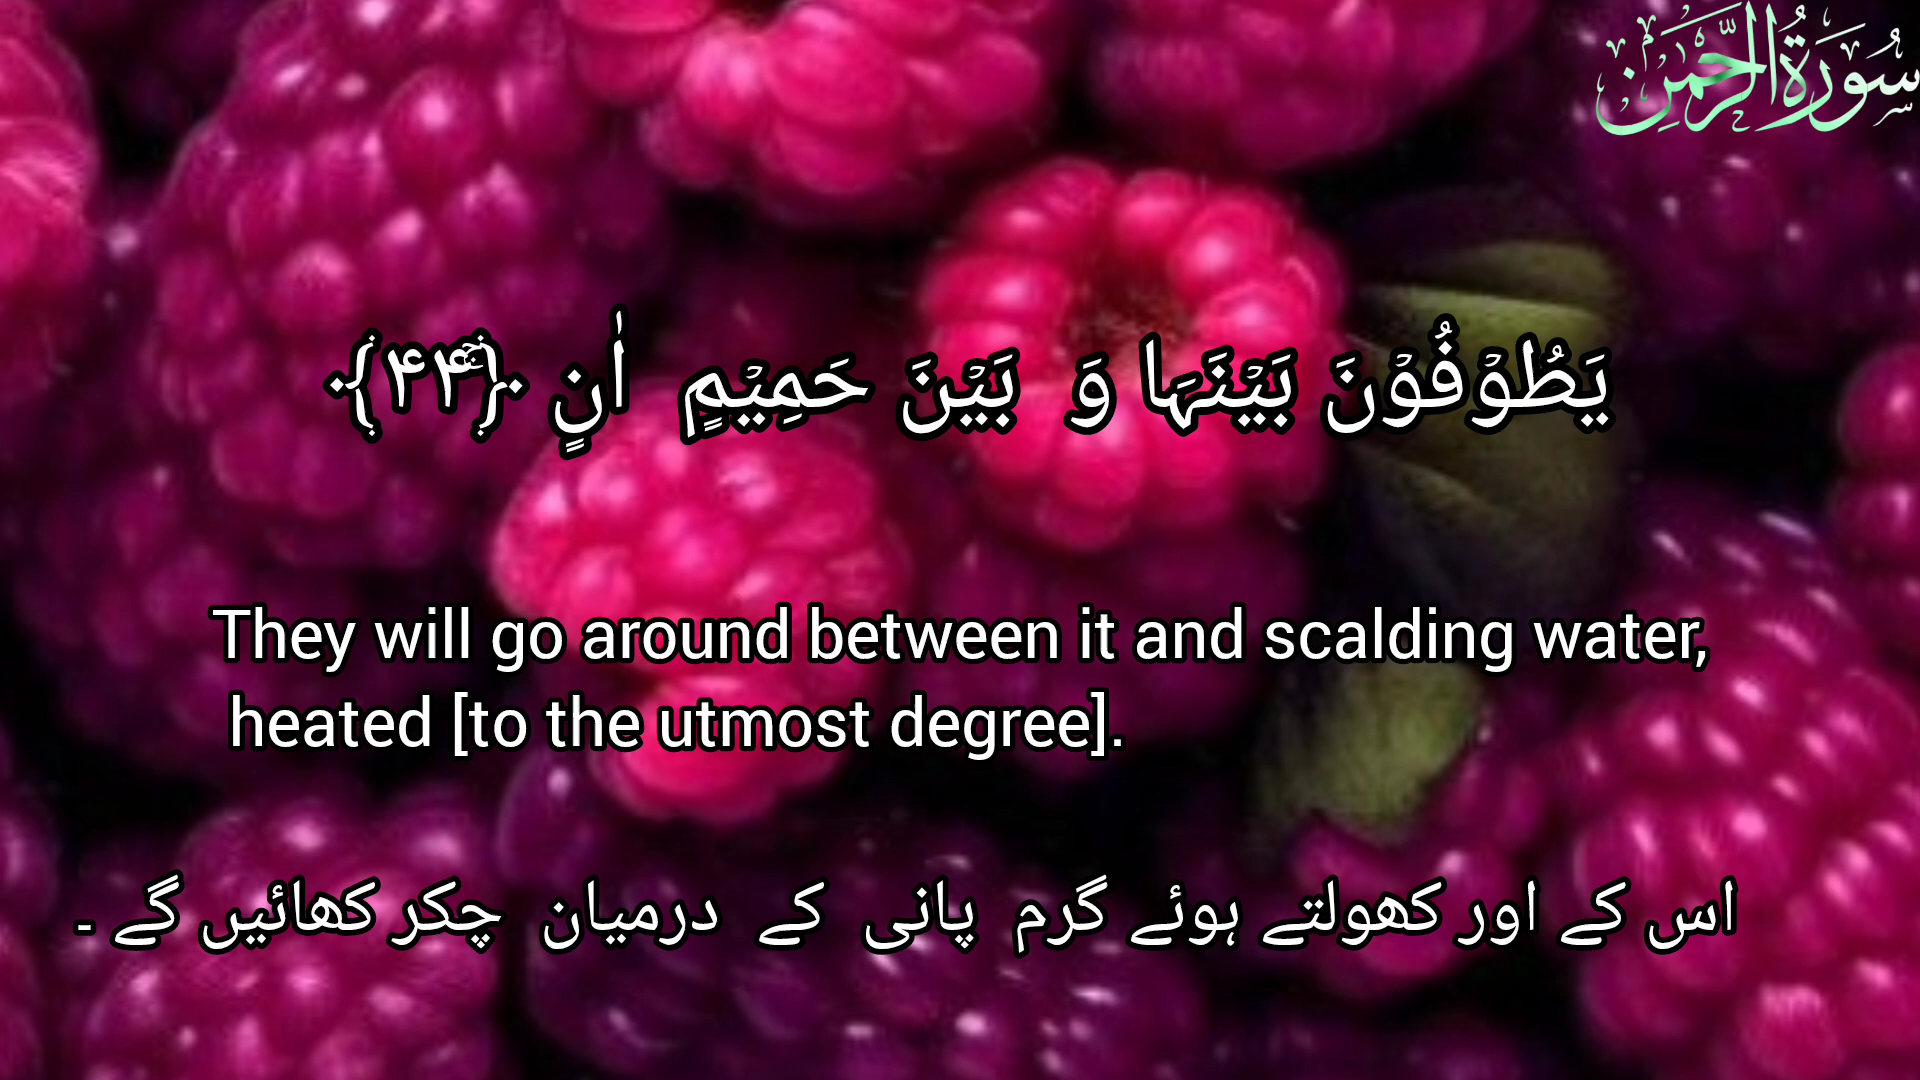 سُورَةُ الرَّحْمٰن
یَطُوۡفُوۡنَ بَیۡنَہَا وَ بَیۡنَ حَمِیۡمٍ اٰنٍ ﴿ۚ۴۴﴾
They will go around between it and scalding water,
heated [to the utmost degree].
اس کے اور کھولتے ہوئے گرم پانی کے درمیان چکر کھائیں گے ۔